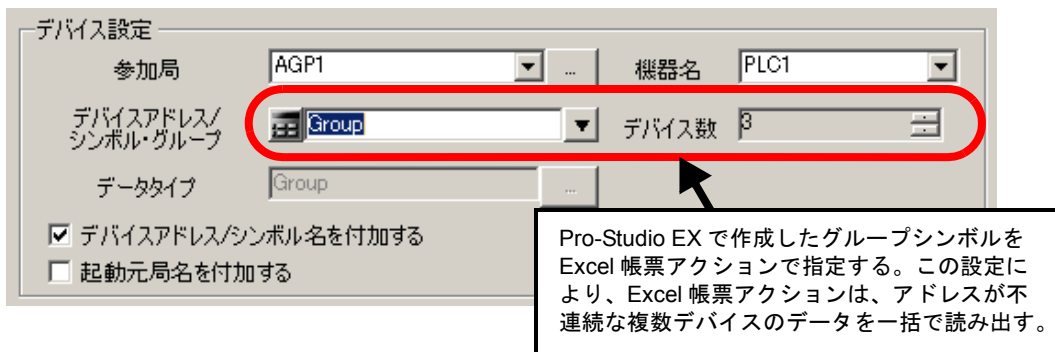 デバイス設定
参加局 AGP1 ... 機器名 PLC1
デバイスアドレス/
シンボル・グループ Group デバイス数 3
データタイプ Group ...
デバイスアドレス/シンボル名を付加する
起動元局名を付加する
Pro-Studio EX で作成したグループシンボルを
Excel 帳票アクションで指定する。この設定に
より、Excel 帳票アクションは、アドレスが不
連続な複数デバイスのデータを一括で読み出す。